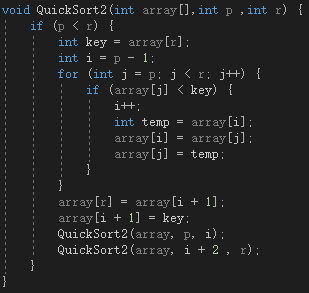 void QuickSort2(int array[],int p ,int r) {
    if (p < r) {
        int key = array[r];
        int i = p - 1;
        for (int j = p; j < r; j++) {
            if (array[j] < key) {
                i++;
                int temp = array[i];
                array[i] = array[j];
                array[j] = temp;
            }
        }
        array[r] = array[i + 1];
        array[i + 1] = key;
        QuickSort2(array, p, i);
        QuickSort2(array, i + 2 , r);
    }
}